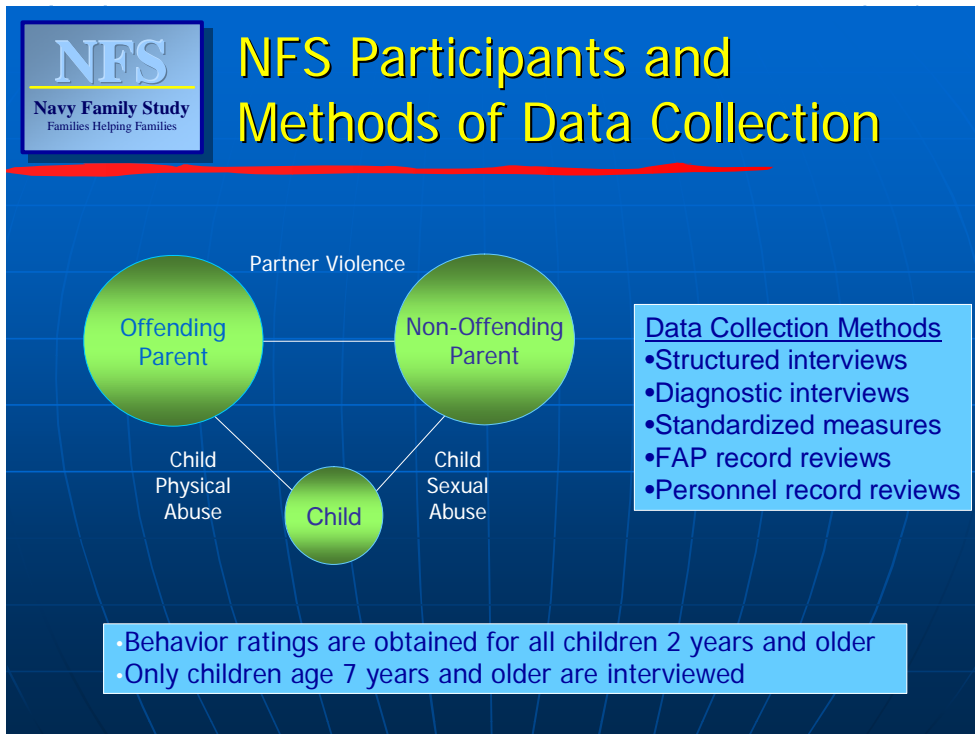 NFS
Navy Family Study
Families Helping Families
NFS Participants and
Methods of Data Collection
Partner Violence
Offending
Parent
Non-Offending
Parent
Child
Physical
Abuse
Child
Sexual
Abuse
Child
Data Collection Methods
•Structured interviews
•Diagnostic interviews
•Standardized measures
•FAP record reviews
•Personnel record reviews
•Behavior ratings are obtained for all children 2 years and older
•Only children age 7 years and older are interviewed